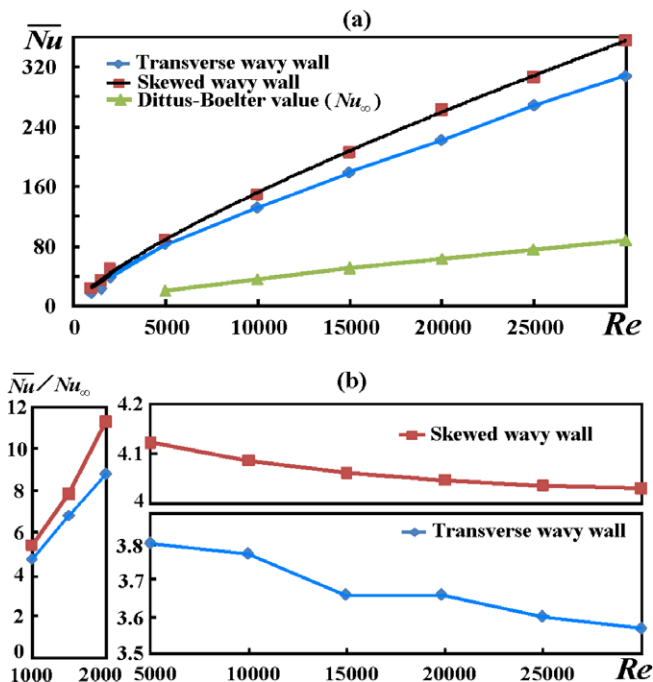 (a)
Nu
Transverse wavy wall
Skewed wavy wall
Dittus-Boelter value (Nu∞)
320
240
160
80
0
0 5000 10000 15000 20000 25000 Re
(b)
Nu / Nu∞
12
10
8
6
4
2
0
1000 2000
4.2
4.1
4
Skewed wavy wall
Transverse wavy wall
3.8
3.7
3.6
3.5
5000 10000 15000 20000 25000 Re